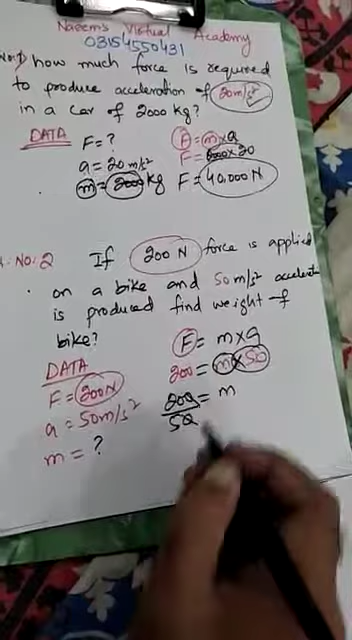 Naeem's Virtual Academy
03154550431
how much force is required
to produce acceleration of 20m/s²
in a car of 2000 kg?
DATA
F = ?
a = 20 m/s²
m = 2000 kg
F = m×a
F = 2000×20
F = 40,000 N
No: 2 If 200 N force is applied
on a bike and 50 m/s²
is produced find weight of
bike?
DATA
F = 200N
a = 50m/s²
m = ?
F = m×a
200 = m×50
200/50 = m